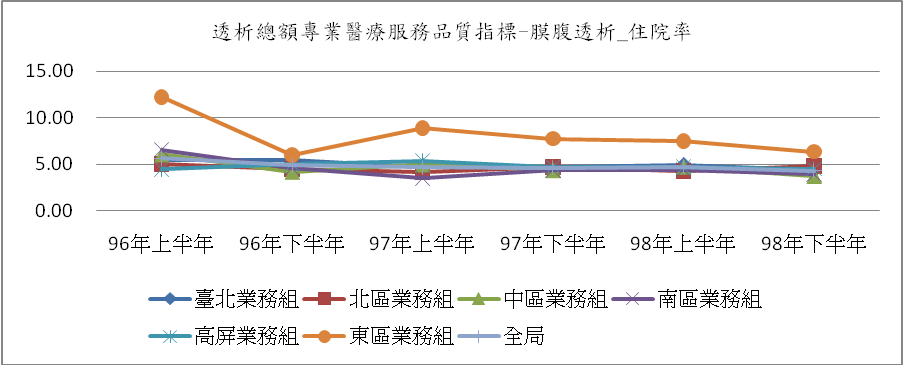 透析總額專業醫療服務品質指標-膜腹透析_住院率
15.00
10.00
5.00
0.00
96年上半年 96年下半年 97年上半年 97年下半年 98年上半年 98年下半年
臺北業務組 北區業務組 中區業務組 南區業務組
高屏業務組 東區業務組 全局